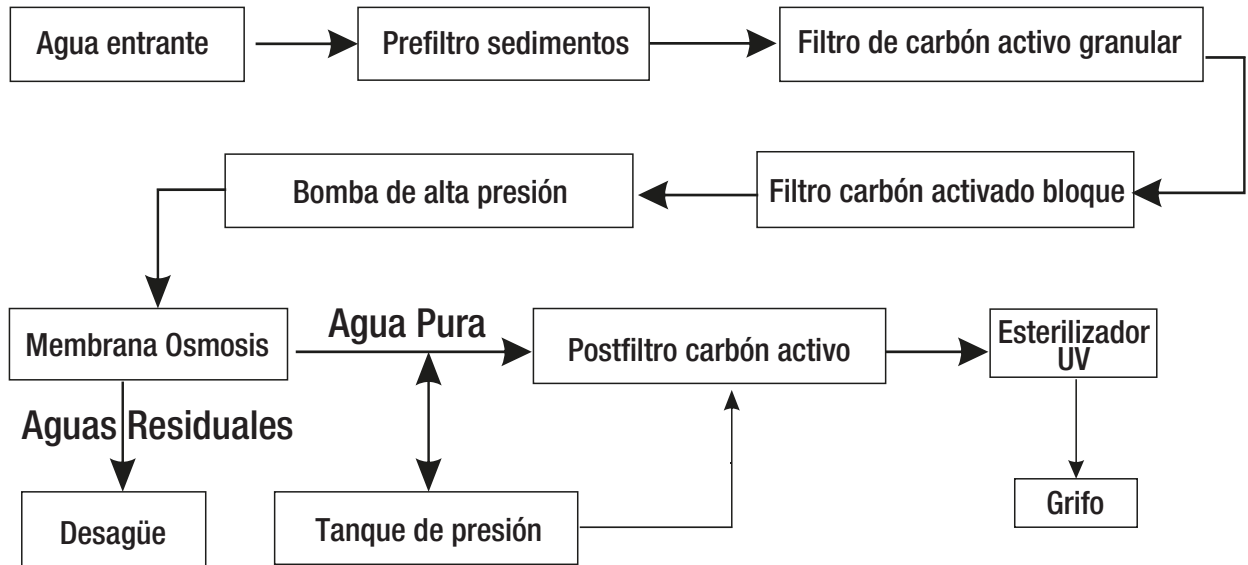 Agua entrante
Prefiltro sedimentos
Filtro de carbón activo granular
Bomba de alta presión
Filtro carbón activado bloque
Membrana Osmosis
Agua Pura
Postfiltro carbón activo
Esterilizador
UV
Aguas Residuales
Desagüe
Tanque de presión
Grifo